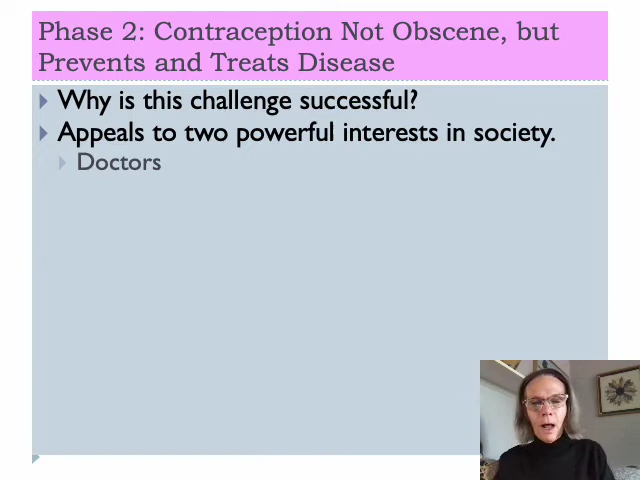 Phase 2: Contraception Not Obscene, but
Prevents and Treats Disease
Why is this challenge successful?
Appeals to two powerful interests in society.
Doctors